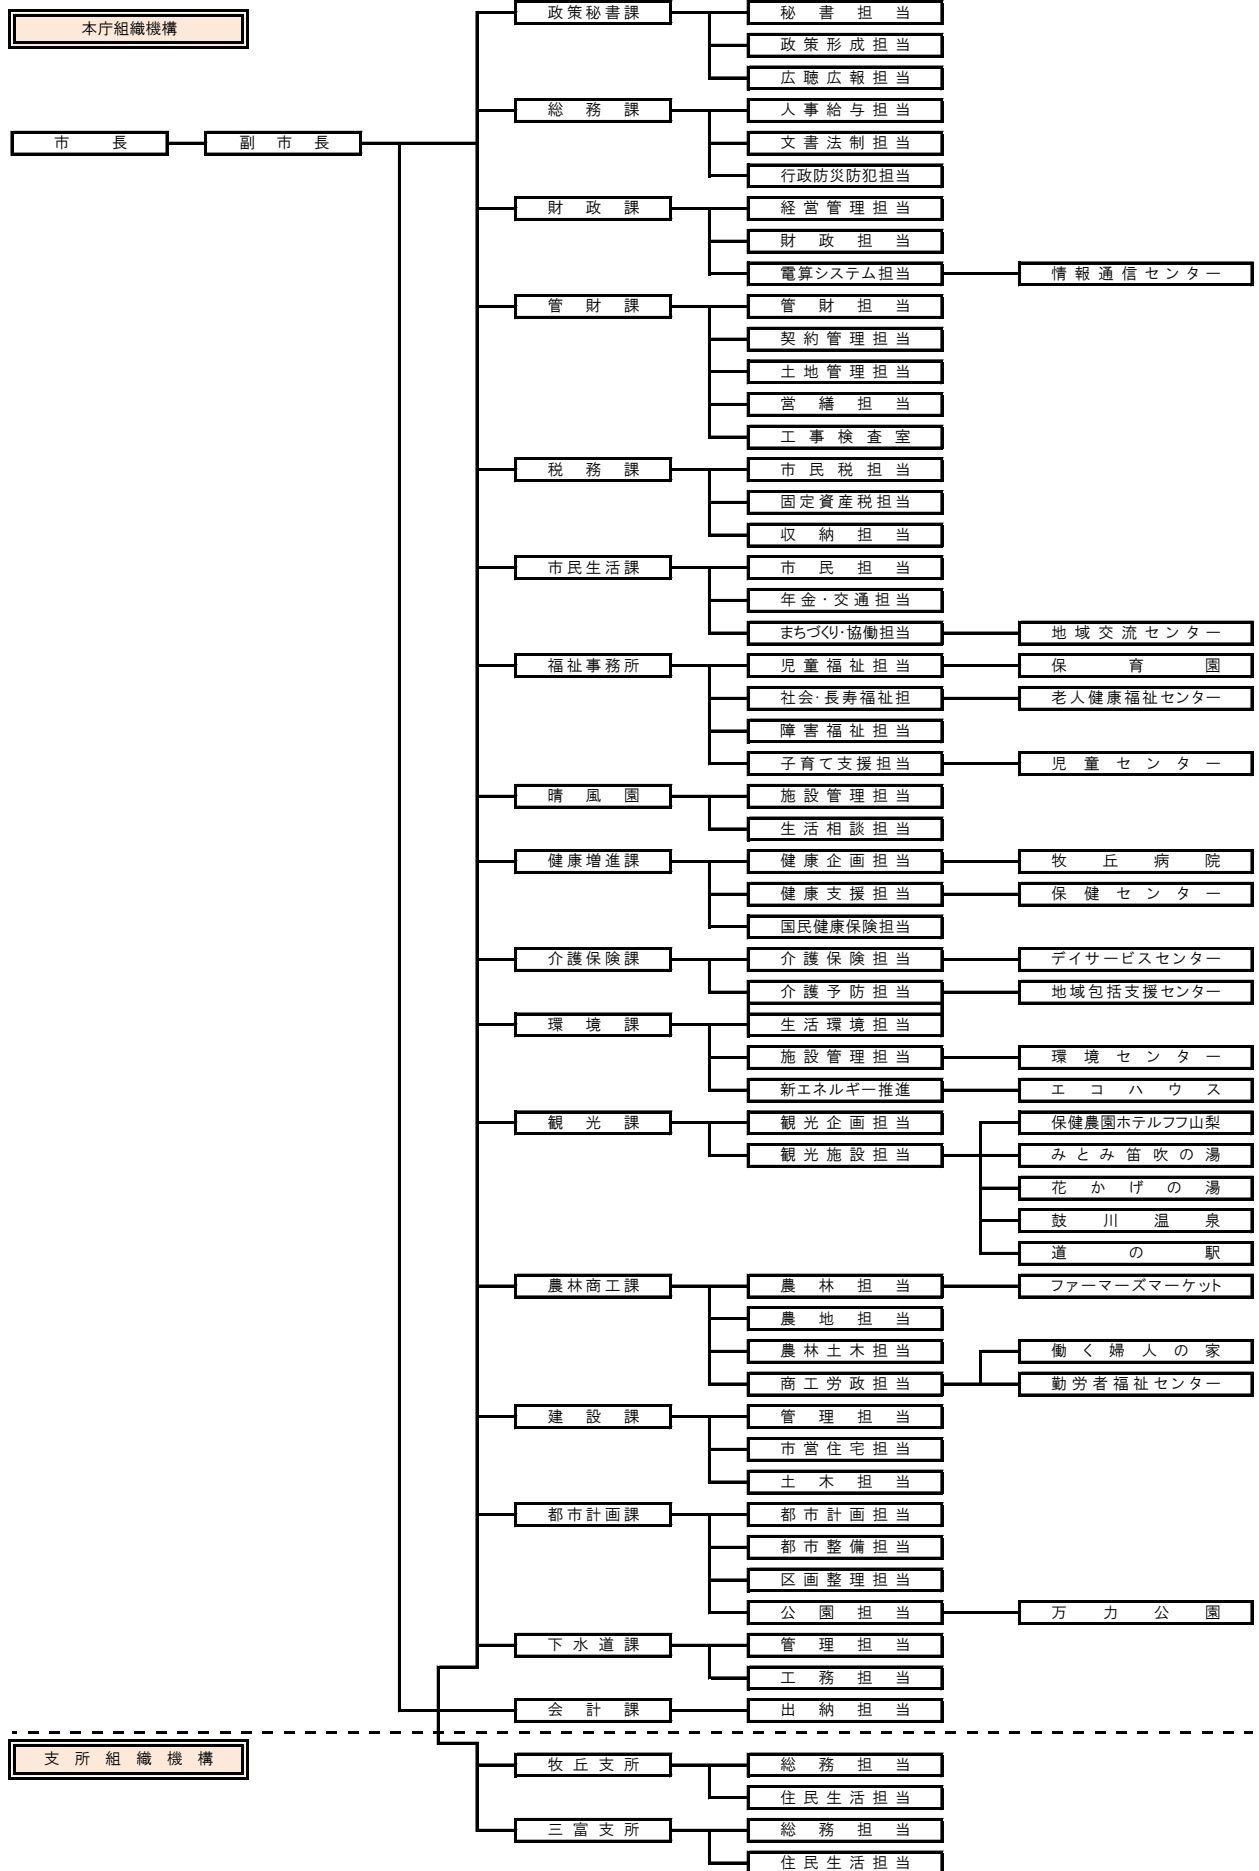 政策秘書課 秘書担当
本庁組織機構
政策形成担当
広聴広報担当
総務課 人事給与担当
市長 副市長 文書法制担当
行政防災防犯担当
財政課 経営管理担当
財政担当
電算システム担当 情報通信センター
管財課 管財担当
契約管理担当
土地管理担当
営繕担当
工事検査室
税務課 市民税担当
固定資産税担当
収納担当
市民生活課 市民担当
年金・交通担当
まちづくり・協働担当 地域交流センター
福祉事務所 児童福祉担当 保育園
社会・長寿福祉担 老人健康福祉センター
障害福祉担当
子育て支援担当 児童センター
晴風園 施設管理担当
生活相談担当
健康増進課 健康企画担当 牧丘病院
健康支援担当 保健センター
国民健康保険担当
介護保険課 介護保険担当 デイサービスセンター
介護予防担当 地域包括支援センター
環境課 生活環境担当
施設管理担当 環境センター
新エネルギー推進 エコハウス
観光課 観光企画担当 保健農園ホテルフフ山梨
観光施設担当 みとみ笛吹の湯
花かげの湯
鼓川温泉
道の駅
農林商工課 農林担当 ファーマーズマーケット
農地担当
農林土木担当 働く婦人の家
商工労政担当 勤労者福祉センター
建設課 管理担当
市営住宅担当
土木担当
都市計画課 都市計画担当
都市整備担当
区画整理担当
公園担当 万力公園
下水道課 管理担当
工務担当
会計課 出納担当
支所組織機構
牧丘支所 総務担当
住民生活担当
三富支所 総務担当
住民生活担当